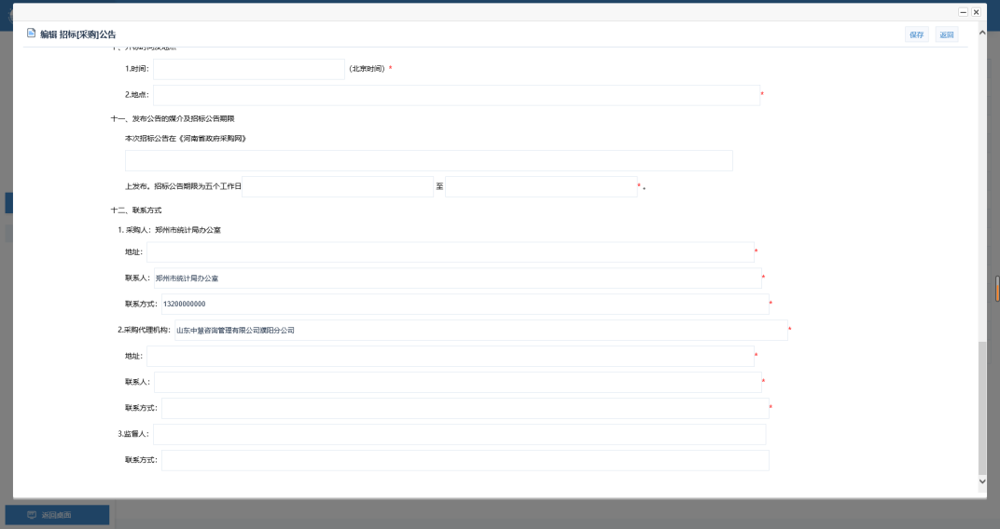 编辑 招标[采购]公告
保存 返回
十、开标时间及地点
1.时间： （北京时间）*
2.地点： *
十一、发布公告的媒介及招标公告期限
本次招标公告在《河南省政府采购网》
上发布。招标公告期限为五个工作日 至 *。
十二、联系方式
1. 采购人：郑州市统计局办公室
地址： *
联系人：郑州市统计局办公室 *
联系方式：13200000000 *
2.采购代理机构：山东中慧咨询管理有限公司濮阳分公司 *
地址： *
联系人： *
联系方式： *
3.监督人：
联系方式：
返回桌面